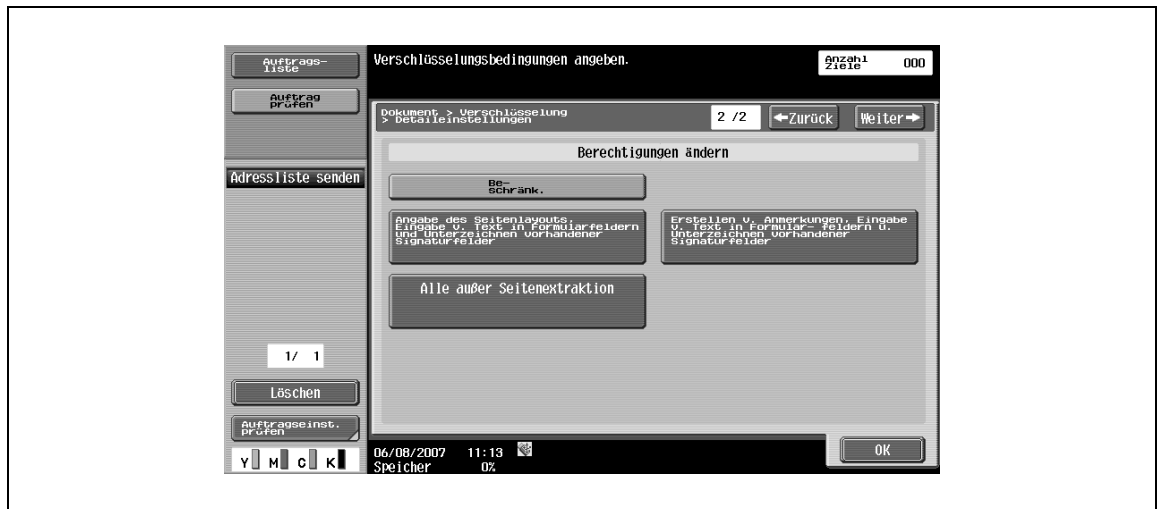 Auftrags-
liste
Auftrag
prüfen
Adressliste senden
1/ 1
Löschen
Auftragseinst.
prüfen
Y M C K
Verschlüsselungsbedingungen angeben.
Anzahl
Ziele 000
Dokument > Verschlüsselung
> Detaileinstellungen
2 /2
←Zurück
Weiter→
Berechtigungen ändern
Be-
schränk.
Angabe des Seitenlayouts,
Eingabe v. Text in Formularfeldern
und Unterzeichnen vorhandener
Signaturfelder
Erstellen v. Anmerkungen, Eingabe
v. Text in Formular- feldern u.
Unterzeichnen vorhandener
Signaturfelder
Alle außer Seitenextraktion
06/08/2007 11:13
Speicher 0%
OK